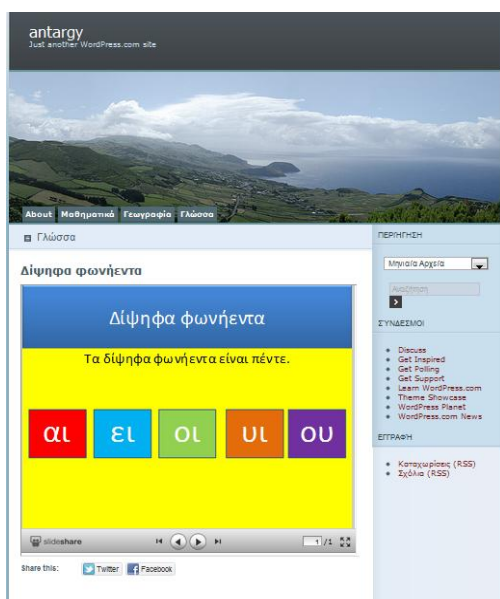 antargy
Just another WordPress.com site
About Μαθηματικά Γεωγραφία Γλώσσα
Γλώσσα
Δίψηφα φωνήεντα
Δίψηφα φωνήεντα
Τα δίψηφα φωνήεντα είναι πέντε.
αι ει οι υι ου
slideshare
1 /1
Share this: Twitter Facebook
ΠΕΡΙΗΓΗΣΗ
Μηνιαία Αρχεία
Αναζήτηση
ΣΥΝΔΕΣΜΟΙ
Discuss
Get Inspired
Get Polling
Get Support
Learn WordPress.com
Theme Showcase
WordPress Planet
WordPress.com News
ΕΓΓΡΑΦΗ
Καταχωρίσεις (RSS)
Σχόλια (RSS)